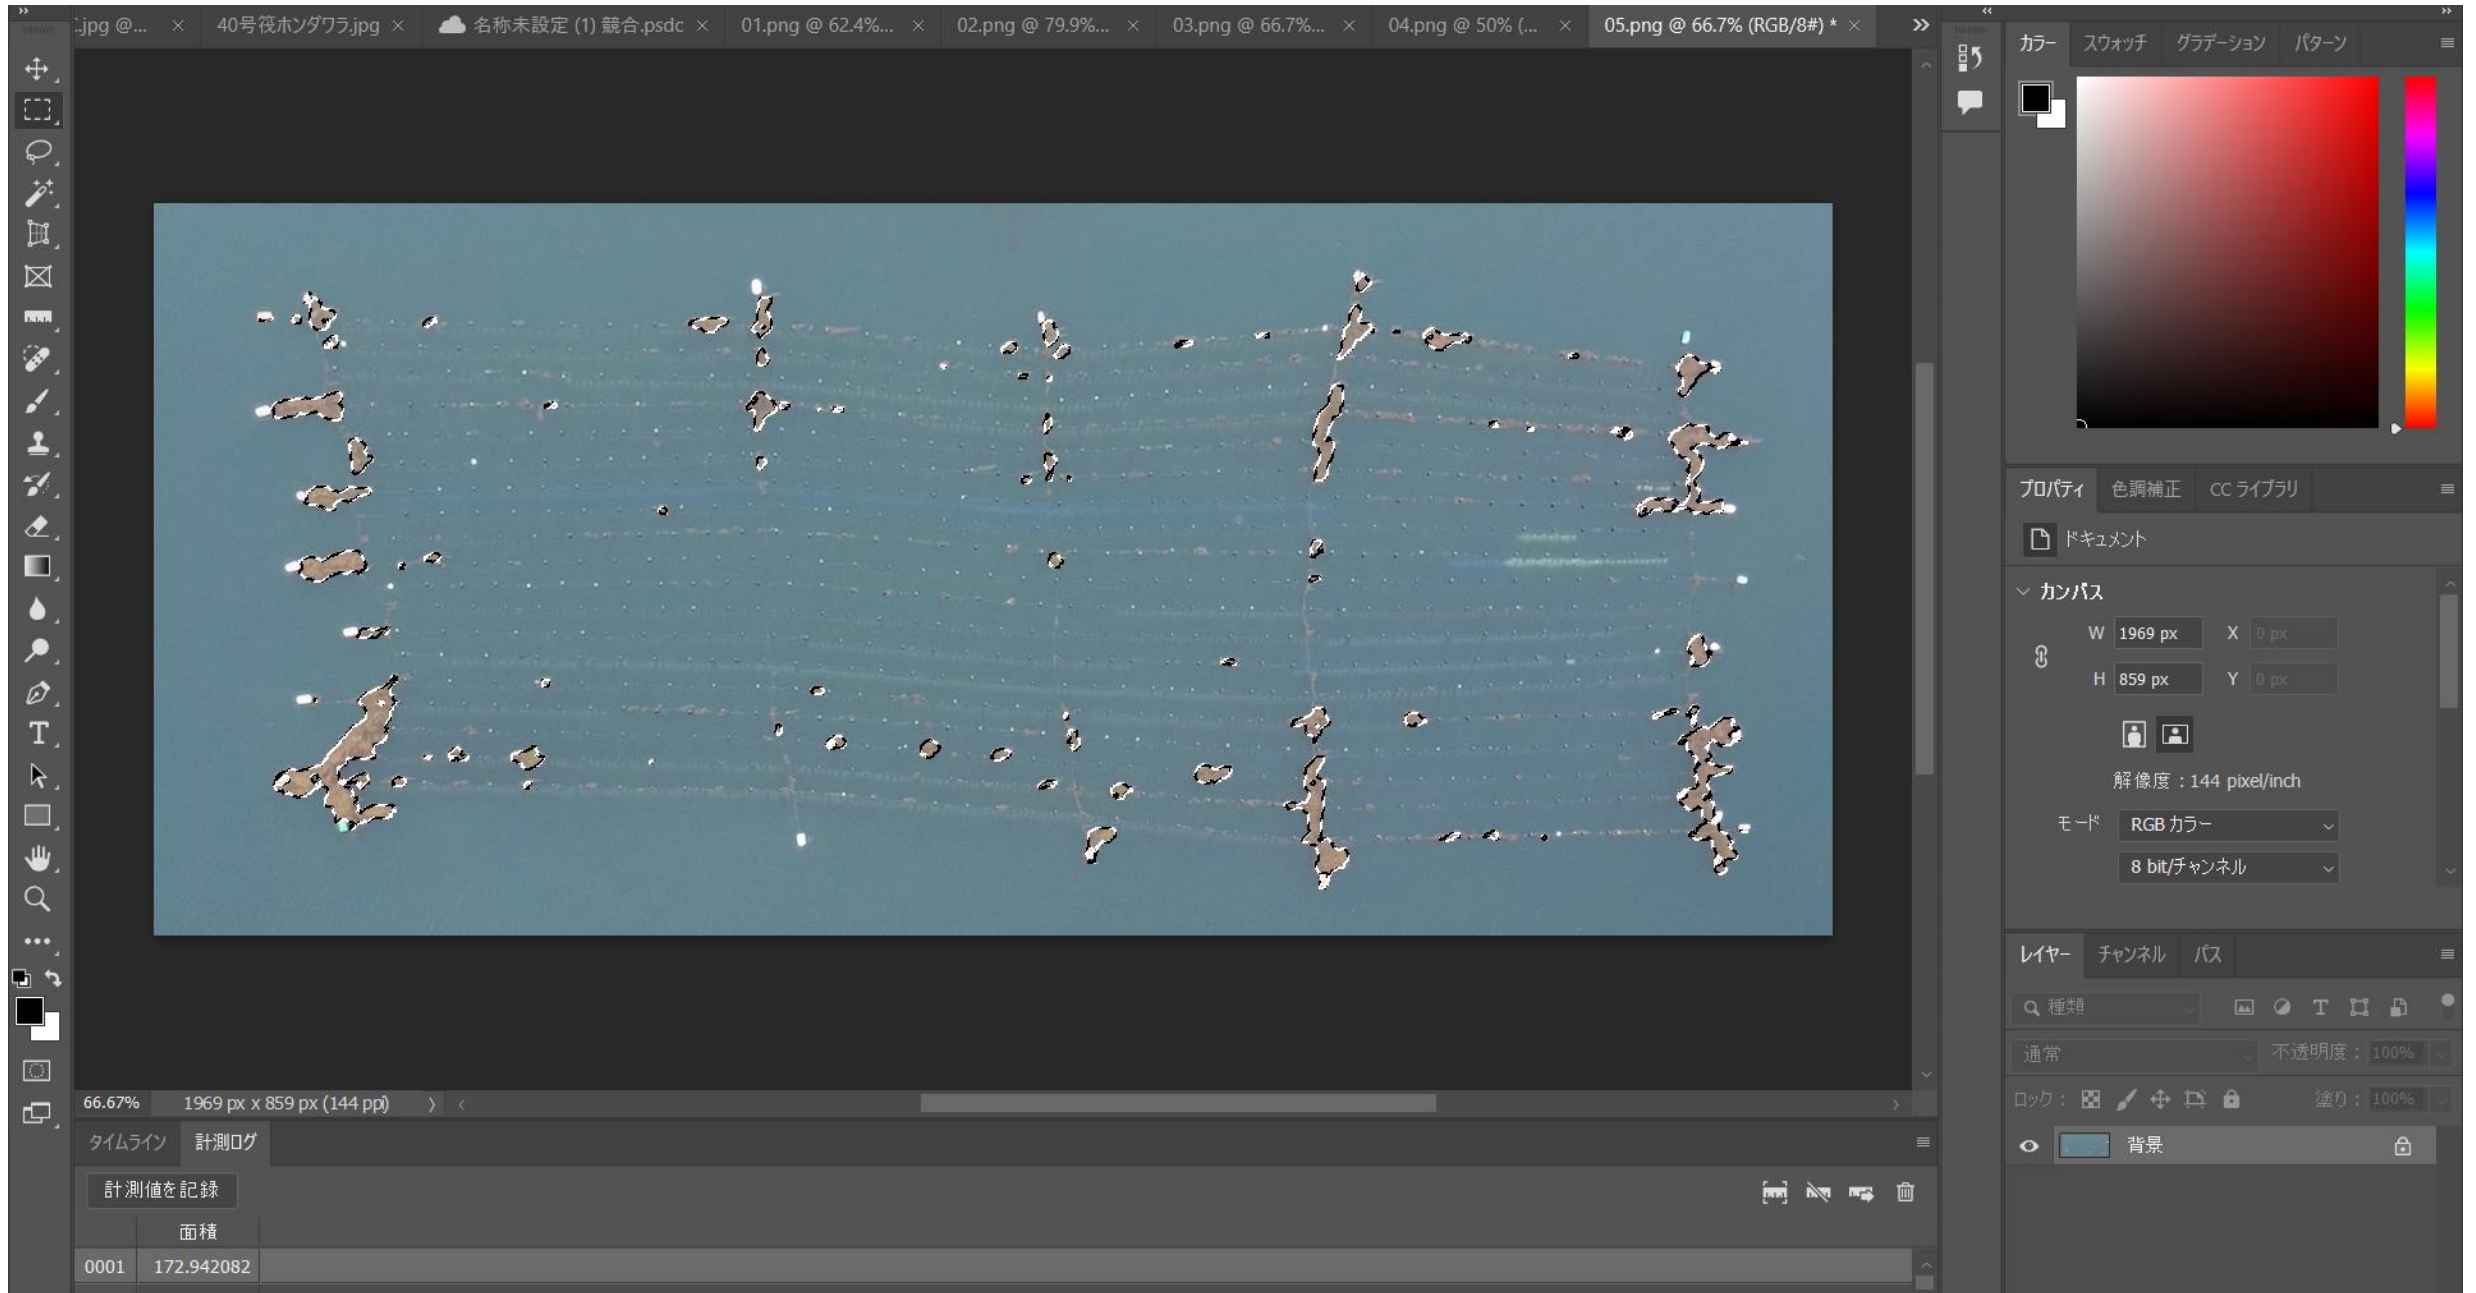 .jpg @...
40号筏ホンダワラ.jpg
名称未設定 (1) 競合.psdc
01.png @ 62.4%...
02.png @ 79.9%...
03.png @ 66.7%...
04.png @ 50% (...
05.png @ 66.7% (RGB/8#) *
カラー スウォッチ グラデーション パターン
プロパティ 色調補正 CC ライブラリ
ドキュメント
カンバス
W 1969 px X 0 px
H 859 px Y 0 px
解像度 : 144 pixel/inch
モード RGB カラー
8 bit/チャンネル
レイヤー チャンネル パス
種類
通常 不透明度 : 100%
ロック : 塗り : 100%
背景
66.67% 1969 px x 859 px (144 ppi)
タイムライン 計測ログ
計測値を記録
面積
0001 172.942082